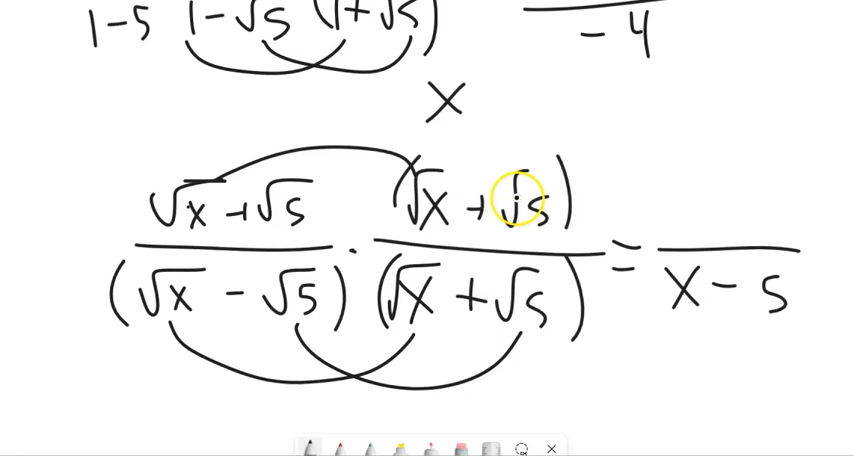 1-5 1-√5 (1+√5)
-4
x
√x+√5 (√x+√5)
(√x-√5) · (√x+√5) = x-5